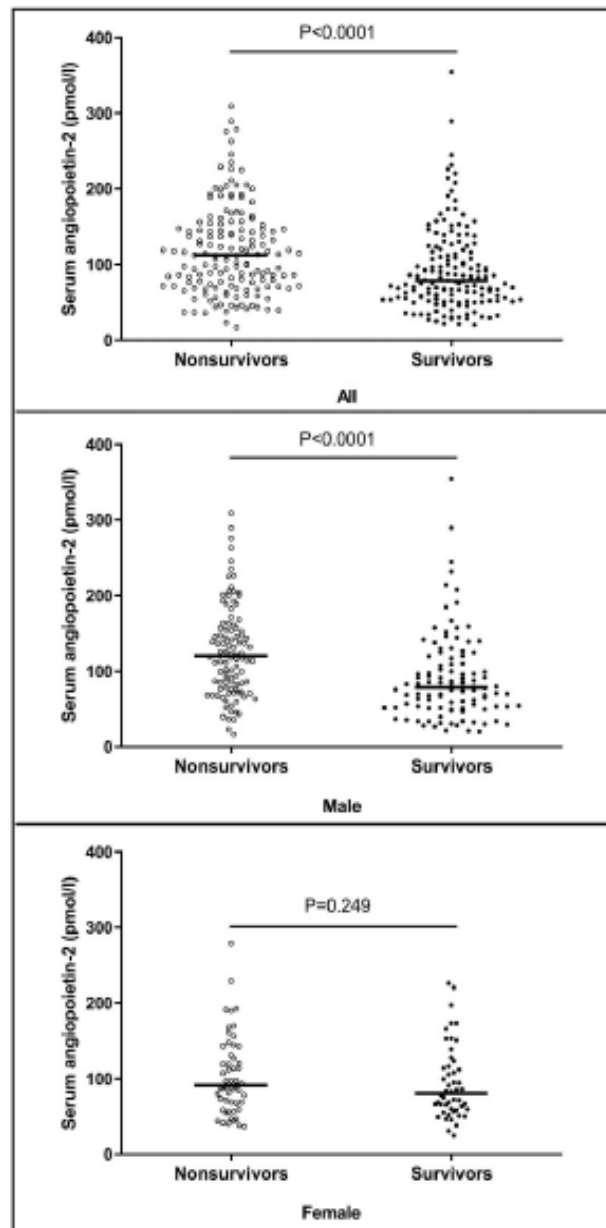 P<0.0001
Serum angiopoietin-2 (pmol/l)
400
300
200
100
0
Nonsurvivors Survivors
All
P<0.0001
Serum angiopoietin-2 (pmol/l)
400
300
200
100
0
Nonsurvivors Survivors
Male
P=0.249
Serum angiopoietin-2 (pmol/l)
400
300
200
100
0
Nonsurvivors Survivors
Female